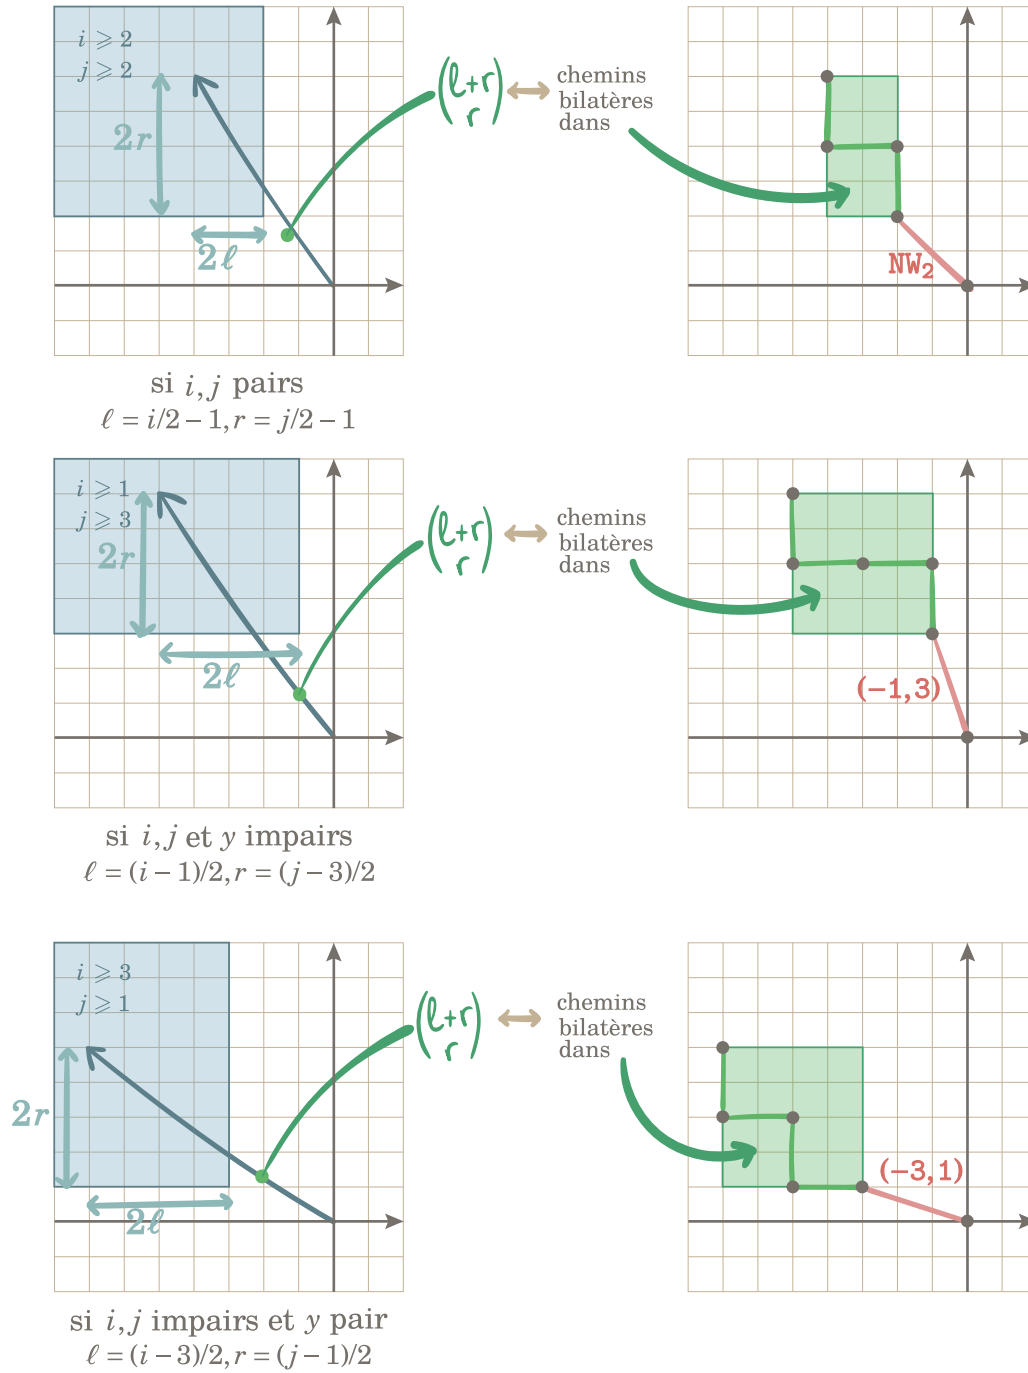 i ⩾ 2
j ⩾ 2
2r
2ℓ
(ℓ+r
r)
chemins
bilatères
dans
NW₂
si i, j pairs
ℓ = i/2 − 1, r = j/2 − 1
i ⩾ 1
j ⩾ 3
2r
2ℓ
(ℓ+r
r)
chemins
bilatères
dans
(−1,3)
si i, j et y impairs
ℓ = (i − 1)/2, r = (j − 3)/2
i ⩾ 3
j ⩾ 1
2r
2ℓ
(ℓ+r
r)
chemins
bilatères
dans
(−3,1)
si i, j impairs et y pair
ℓ = (i − 3)/2, r = (j − 1)/2